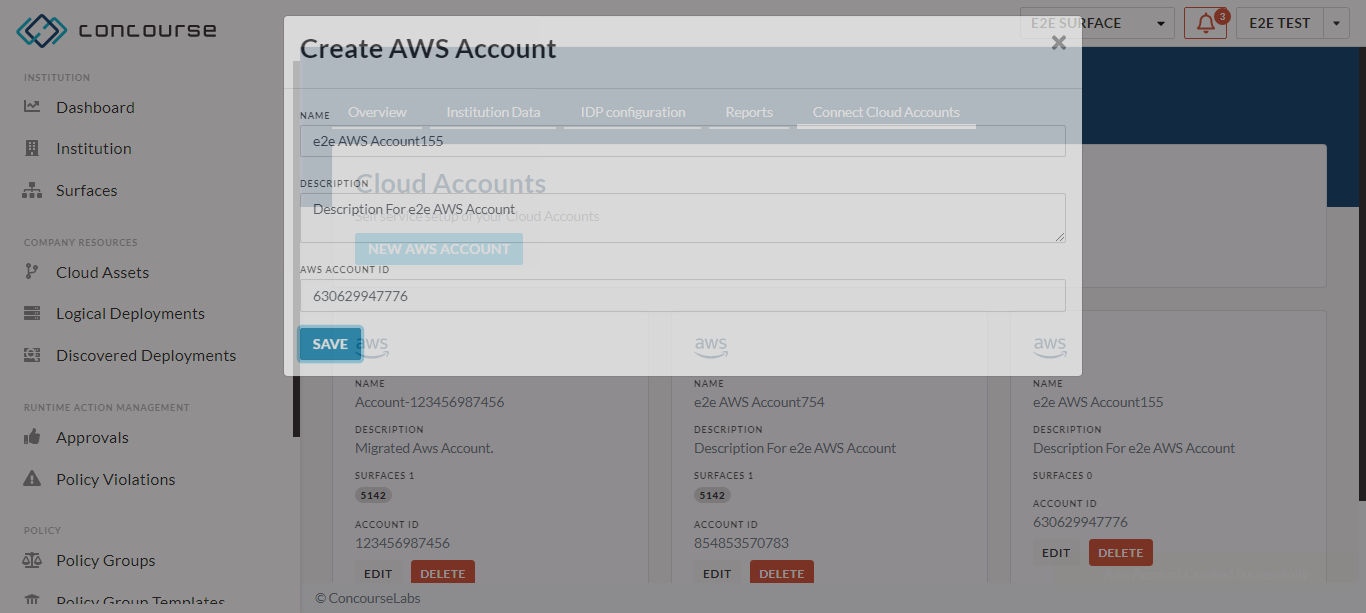 concourse
E2E SURFACE
3
E2E TEST
Create AWS Account
×
INSTITUTION
Dashboard
Institution
Surfaces
COMPANY RESOURCES
Cloud Assets
Logical Deployments
Discovered Deployments
RUNTIME ACTION MANAGEMENT
Approvals
Policy Violations
POLICY
Policy Groups
Policy Group Templates
Overview
Institution Data
IDP configuration
Reports
Connect Cloud Accounts
NAME
e2e AWS Account155
Cloud Accounts
DESCRIPTION
Description For e2e AWS Account
Self service setup of your Cloud Accounts
NEW AWS ACCOUNT
AWS ACCOUNT ID
630629947776
SAVE
aws
NAME
Account-123456987456
DESCRIPTION
Migrated Aws Account.
SURFACES 1
5142
ACCOUNT ID
123456987456
EDIT
DELETE
aws
NAME
e2e AWS Account754
DESCRIPTION
Description For e2e AWS Account
SURFACES 1
5142
ACCOUNT ID
854853570783
EDIT
DELETE
aws
NAME
e2e AWS Account155
DESCRIPTION
Description For e2e AWS Account
SURFACES 0
ACCOUNT ID
630629947776
EDIT
DELETE
© ConcourseLabs